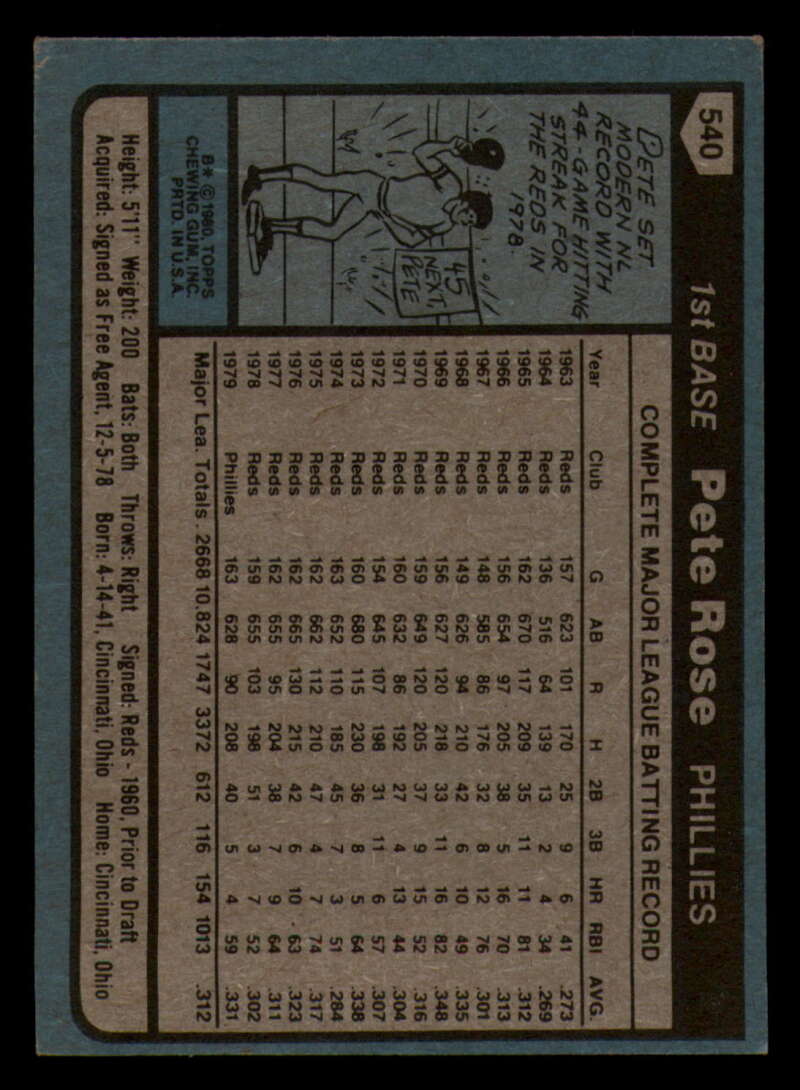 540
1st BASE Pete Rose PHILLIES
PETE SET
MODERN NL
RECORD WITH
44-GAME HITTING
STREAK FOR
THE REDS IN
1978.
45
NEXT,
PETE
B* © 1980, TOPPS
CHEWING GUM, INC.
PRTD. IN U.S.A.
COMPLETE MAJOR LEAGUE BATTING RECORD
Year Club G AB R H 2B 3B HR RBI AVG.
1963 Reds 157 623 101 170 25 9 6 41 .273
1964 Reds 136 516 64 139 13 2 4 34 .269
1965 Reds 162 670 117 209 35 11 11 81 .312
1966 Reds 156 654 97 205 38 5 16 70 .313
1967 Reds 148 585 86 176 32 8 12 76 .301
1968 Reds 149 626 94 210 42 6 10 49 .335
1969 Reds 156 627 120 218 33 11 16 82 .348
1970 Reds 159 649 120 205 37 9 15 52 .316
1971 Reds 160 632 86 192 27 4 13 44 .304
1972 Reds 154 645 107 198 31 11 6 57 .307
1973 Reds 160 680 115 230 36 8 5 64 .338
1974 Reds 163 652 110 185 45 7 3 51 .284
1975 Reds 162 662 112 210 47 4 7 74 .317
1976 Reds 162 665 130 215 42 6 10 63 .323
1977 Reds 162 655 95 204 38 7 9 64 .311
1978 Reds 159 655 103 198 51 3 7 52 .302
1979 Phillies 163 628 90 208 40 5 4 59 .331
Major Lea. Totals. 2668 10.824 1747 3372 612 116 154 1013 .312
Height: 5'11" Weight: 200 Bats: Both Throws: Right Signed: Reds - 1960, Prior to Draft
Acquired: Signed as Free Agent, 12-5-78 Born: 4-14-41, Cincinnati, Ohio Home: Cincinnati, Ohio